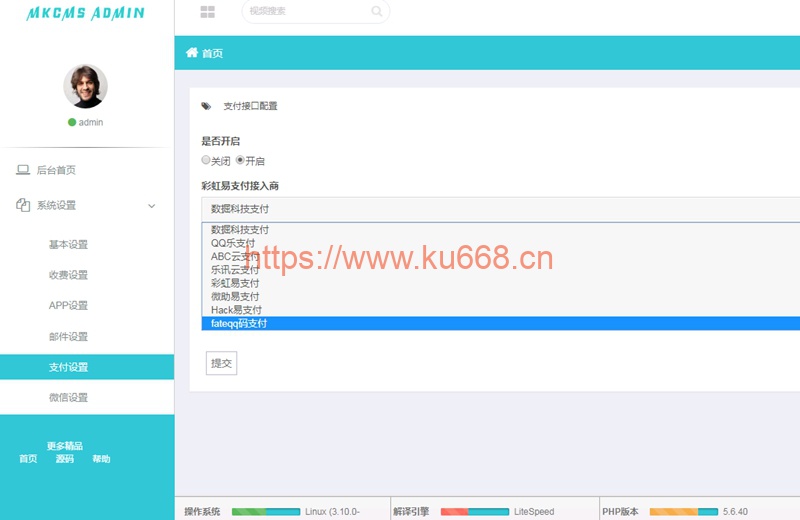 MKCMS ADMIN
视频搜索
首页
admin
支付接口配置
是否开启
关闭 开启
后台首页
彩虹易支付接入商
系统设置
数掘科技支付
数掘科技支付
基本设置
QQ乐支付
ABC云支付
https://www.ku668.cn
乐讯云支付
收费设置
彩虹易支付
微助易支付
APP设置
Hack易支付
fateqq码支付
邮件设置
支付设置
提交
微信设置
更多精品
首页 源码 帮助
操作系统 Linux (3.10.0- 解译引擎 LiteSpeed PHP版本 5.6.40